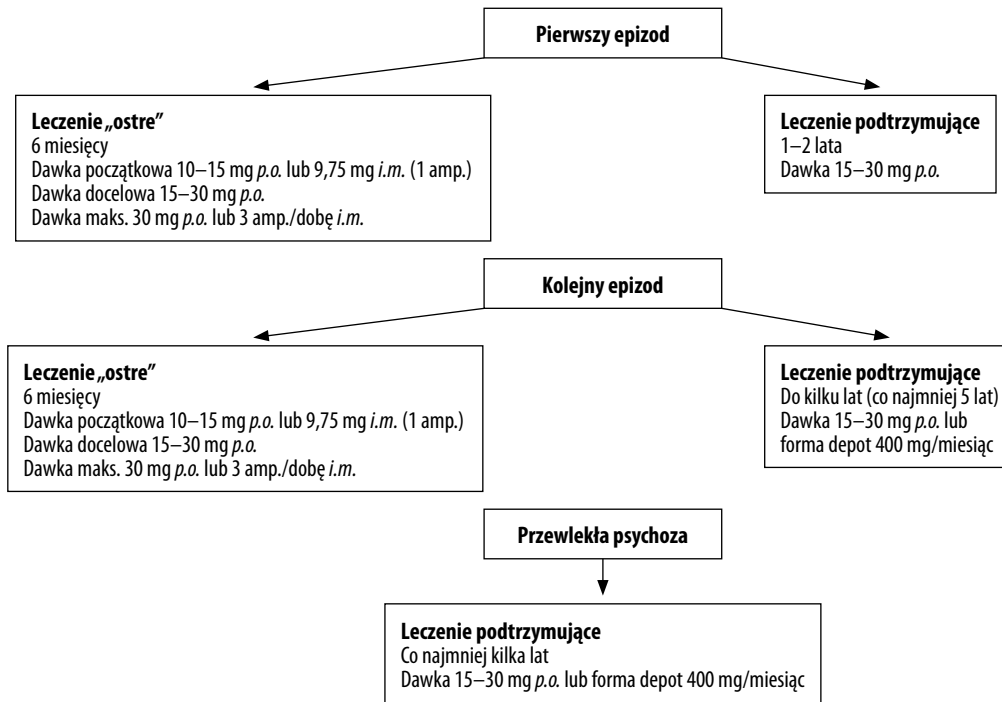 Pierwszy epizod
Leczenie „ostre”
6 miesięcy
Dawka początkowa 10–15 mg p.o. lub 9,75 mg i.m. (1 amp.)
Dawka docelowa 15–30 mg p.o.
Dawka maks. 30 mg p.o. lub 3 amp./dobę i.m.
Leczenie podtrzymujące
1–2 lata
Dawka 15–30 mg p.o.
Kolejny epizod
Leczenie „ostre”
6 miesięcy
Dawka początkowa 10–15 mg p.o. lub 9,75 mg i.m. (1 amp.)
Dawka docelowa 15–30 mg p.o.
Dawka maks. 30 mg p.o. lub 3 amp./dobę i.m.
Leczenie podtrzymujące
Do kilku lat (co najmniej 5 lat)
Dawka 15–30 mg p.o. lub
forma depot 400 mg/miesiąc
Przewlekła psychoza
Leczenie podtrzymujące
Co najmniej kilka lat
Dawka 15–30 mg p.o. lub forma depot 400 mg/miesiąc